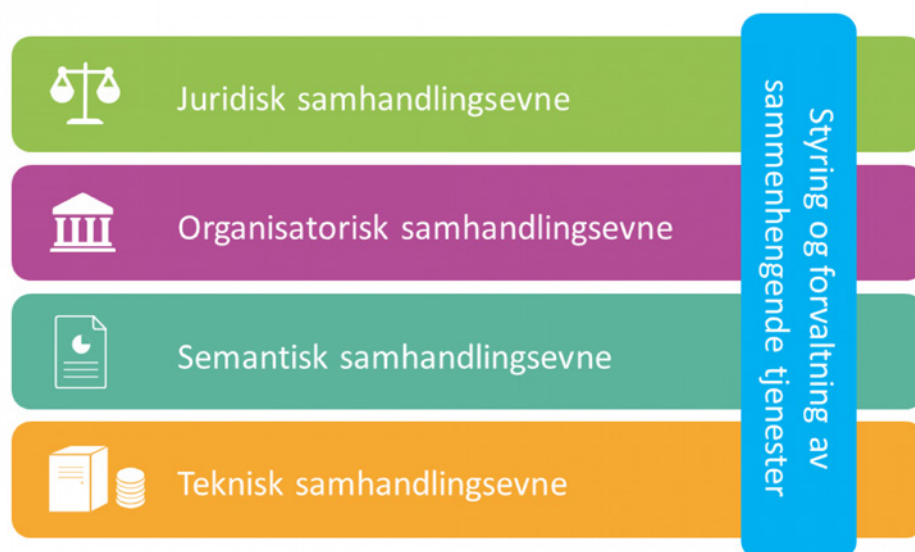 Juridisk samhandlingsevne
Organisatorisk samhandlingsevne
Semantisk samhandlingsevne
Teknisk samhandlingsevne
Styring og forvaltning av
sammenhengende tjenester